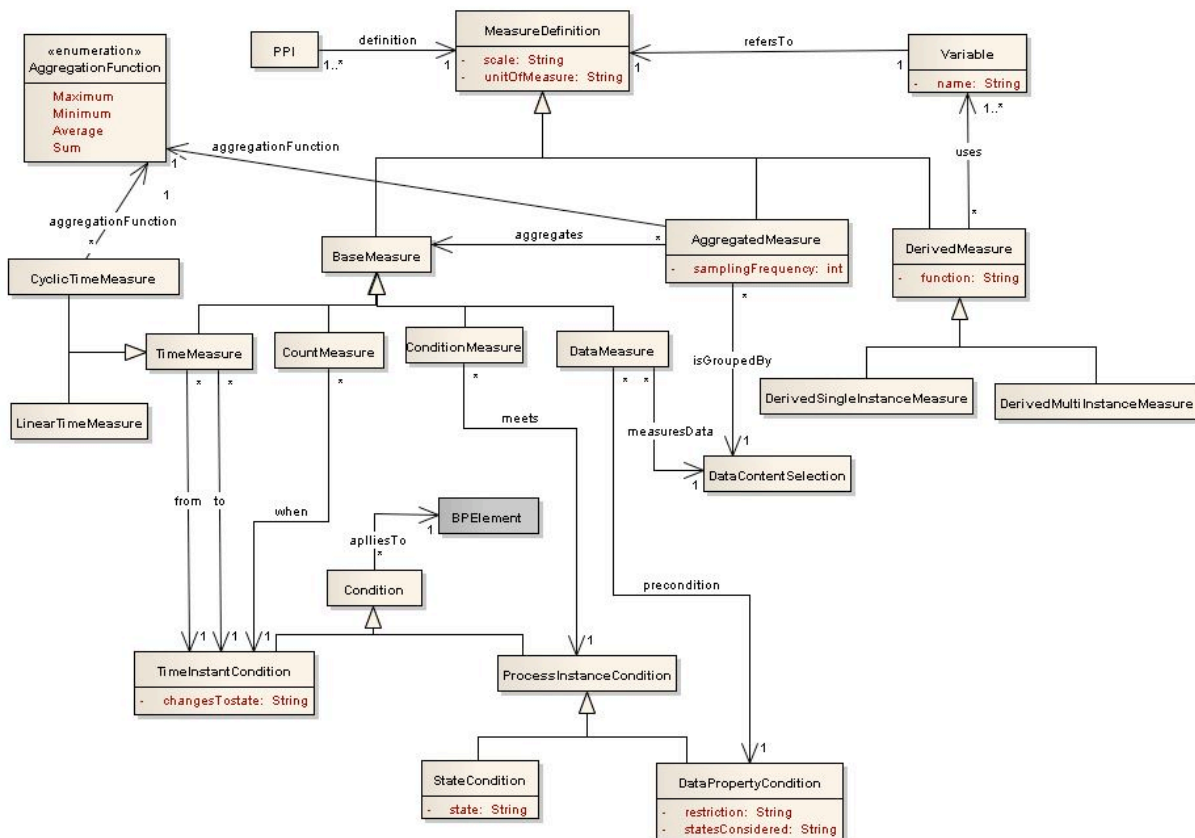 «enumeration»
AggregationFunction
Maximum
Minimum
Average
Sum
PPI
definition
1..*
1
MeasureDefinition
- scale: String
- unitOfMeasure: String
refersTo
1
1
Variable
- name: String
1..*
uses
*
aggregationFunction
1
1
aggregationFunction
*
CyclicTimeMeasure
BaseMeasure
aggregates
*
AggregatedMeasure
- samplingFrequency: int
*
DerivedMeasure
- function: String
TimeMeasure
* *
CountMeasure
*
ConditionMeasure
*
DataMeasure
* *
isGroupedBy
LinearTimeMeasure
DerivedSingleInstanceMeasure
DerivedMultiInstanceMeasure
meets
measuresData
1
1
DataContentSelection
from
to
when
BPElement
1
aplliesTo
*
Condition
precondition
1
1
1
1
TimeInstantCondition
- changesTostate: String
ProcessInstanceCondition
1
StateCondition
- state: String
DataPropertyCondition
- restriction: String
- statesConsidered: String